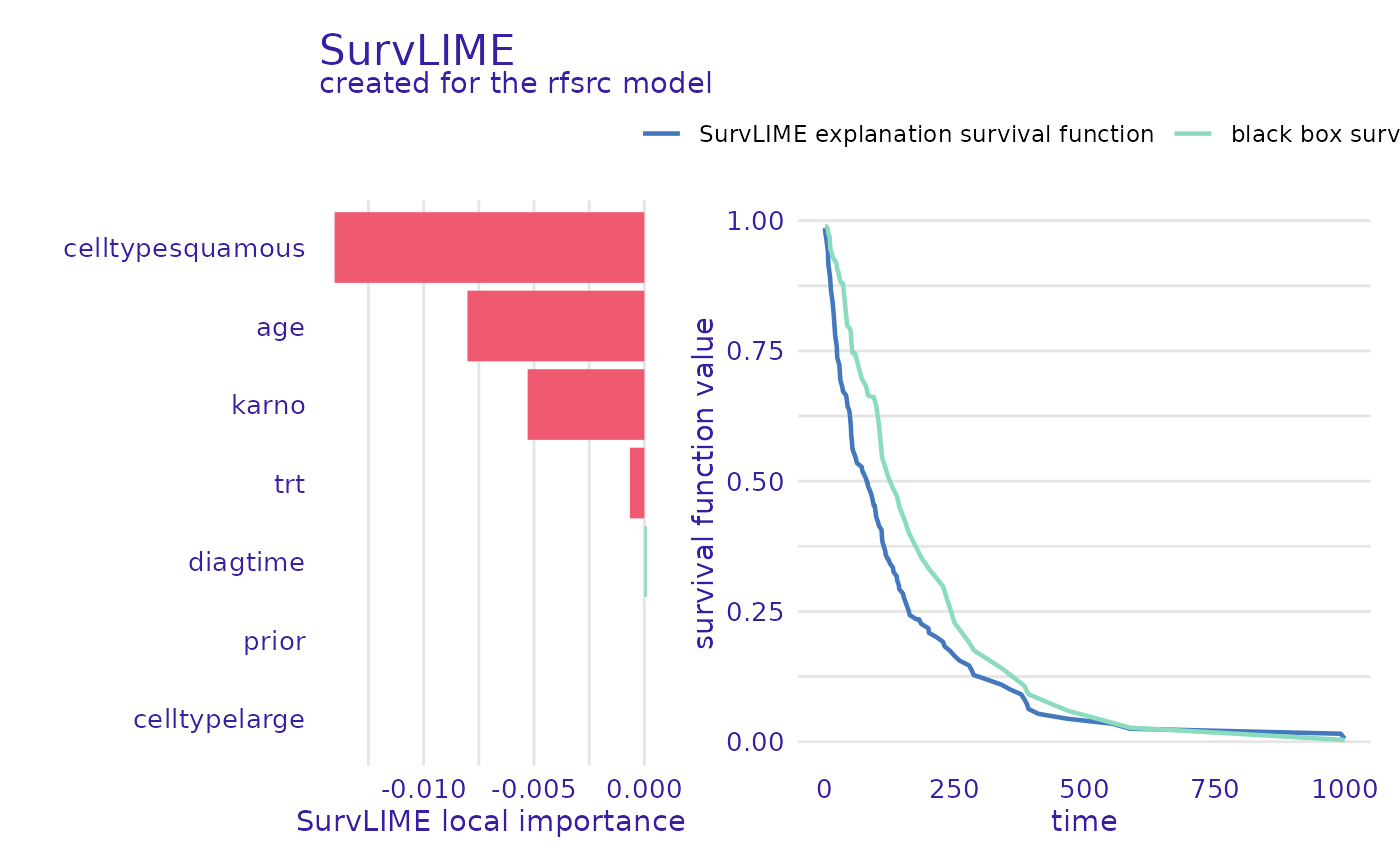 SurvLIME
created for the rfsrc model
SurvLIME explanation survival function
black box surv
celltypesquamous
age
karno
trt
diagtime
prior
celltypelarge
-0.010 -0.005 0.000
SurvLIME local importance
survival function value
1.00
0.75
0.50
0.25
0.00
0 250 500 750 1000
time